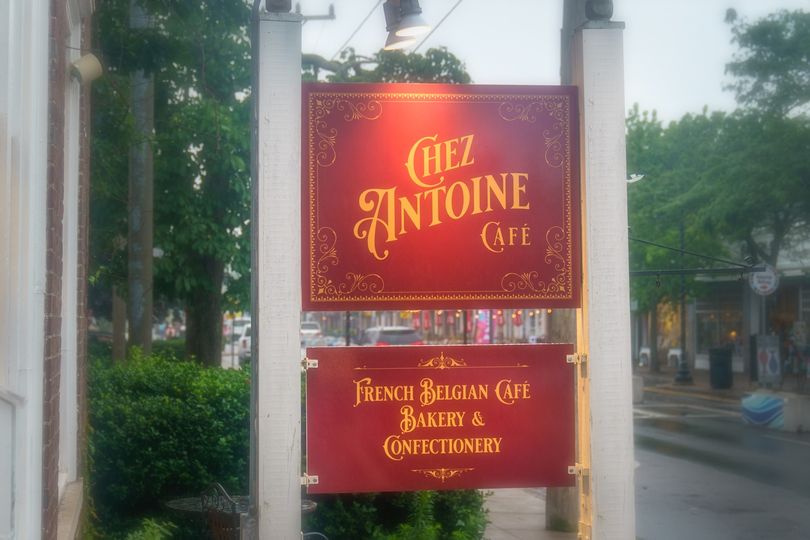 Chez
Antoine
Café
French Belgian Café
Bakery &
Confectionery